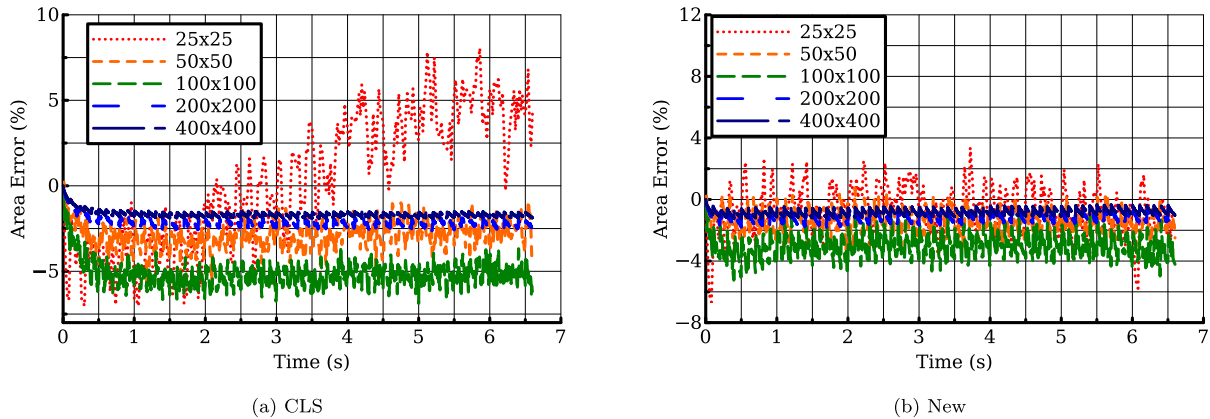 10
5
0
−5
Area Error (%)
25x25
50x50
100x100
200x200
400x400
0 1 2 3 4 5 6 7
Time (s)
(a) CLS
12
8
4
0
−4
−8
Area Error (%)
25x25
50x50
100x100
200x200
400x400
0 1 2 3 4 5 6 7
Time (s)
(b) New